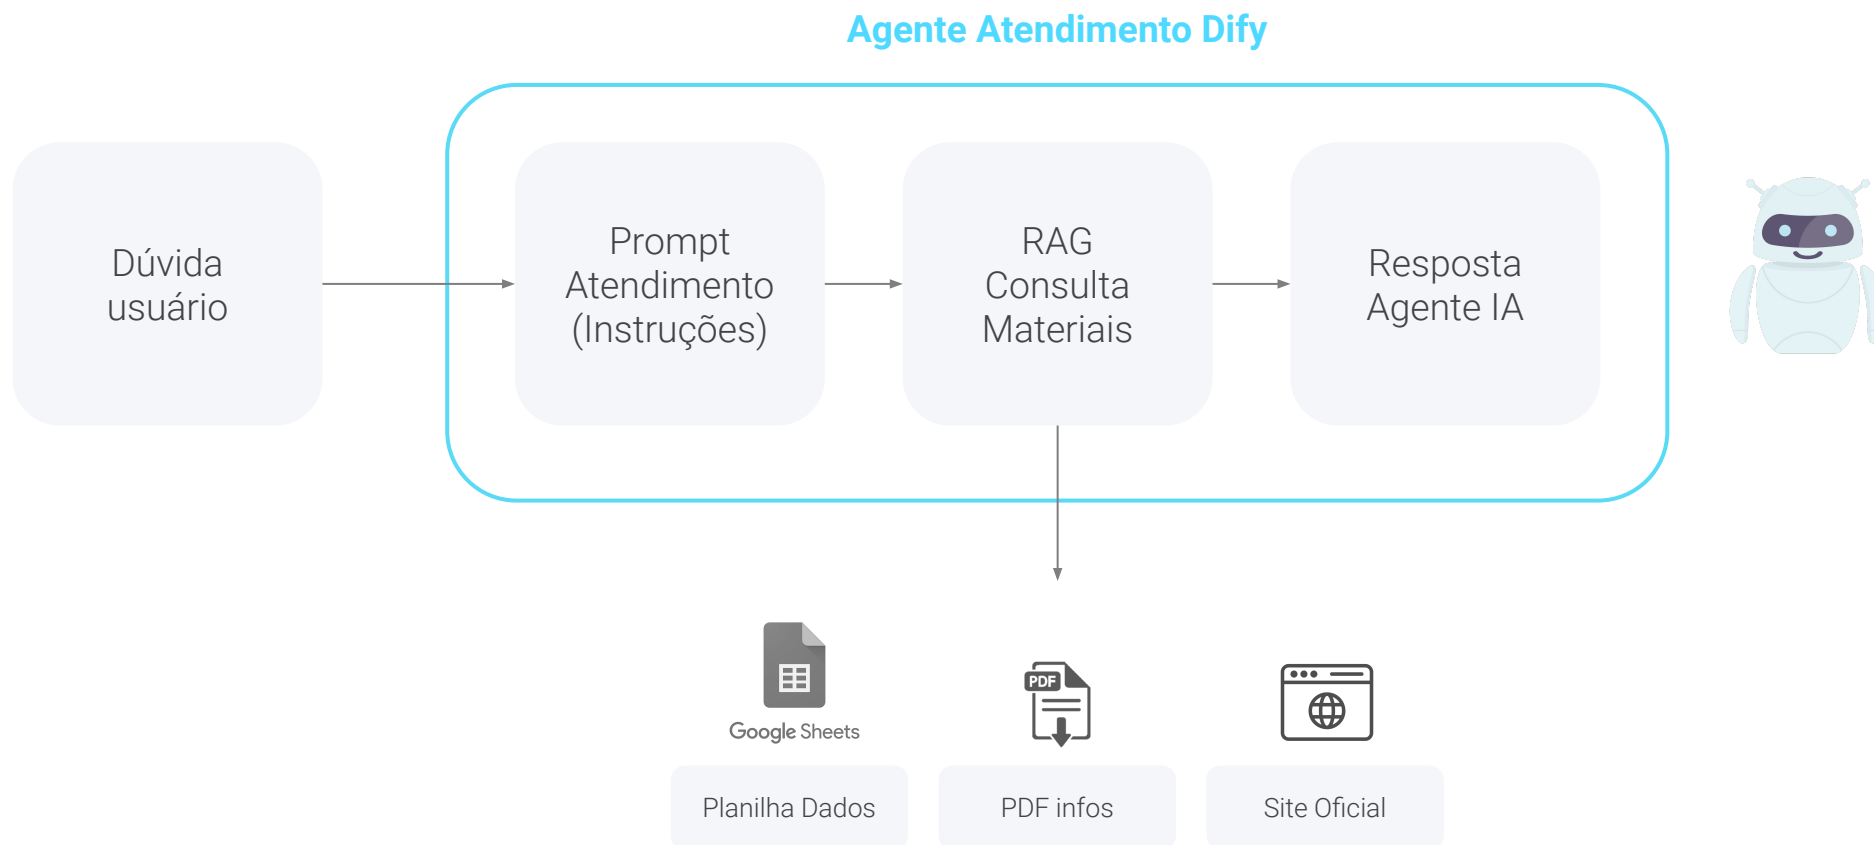 Agente Atendimento Dify
Dúvida
usuário
Prompt
Atendimento
(Instruções)
RAG
Consulta
Materiais
Resposta
Agente IA
Google Sheets
PDF
Planilha Dados
PDF infos
Site Oficial